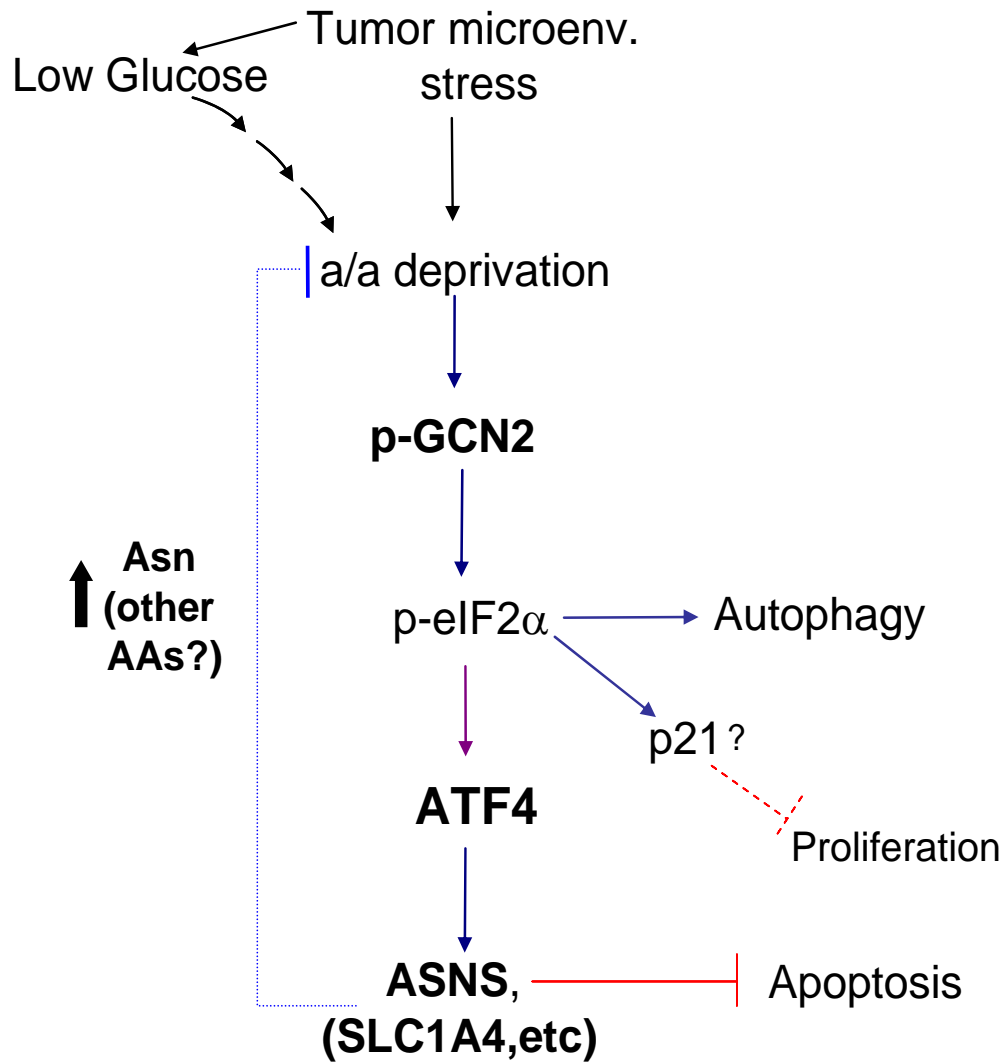 Tumor microenv.
stress
Low Glucose
a/a deprivation
p-GCN2
Asn
(other
AAs?)
p-eIF2α
Autophagy
p21?
ATF4
Proliferation
ASNS,
(SLC1A4,etc)
Apoptosis